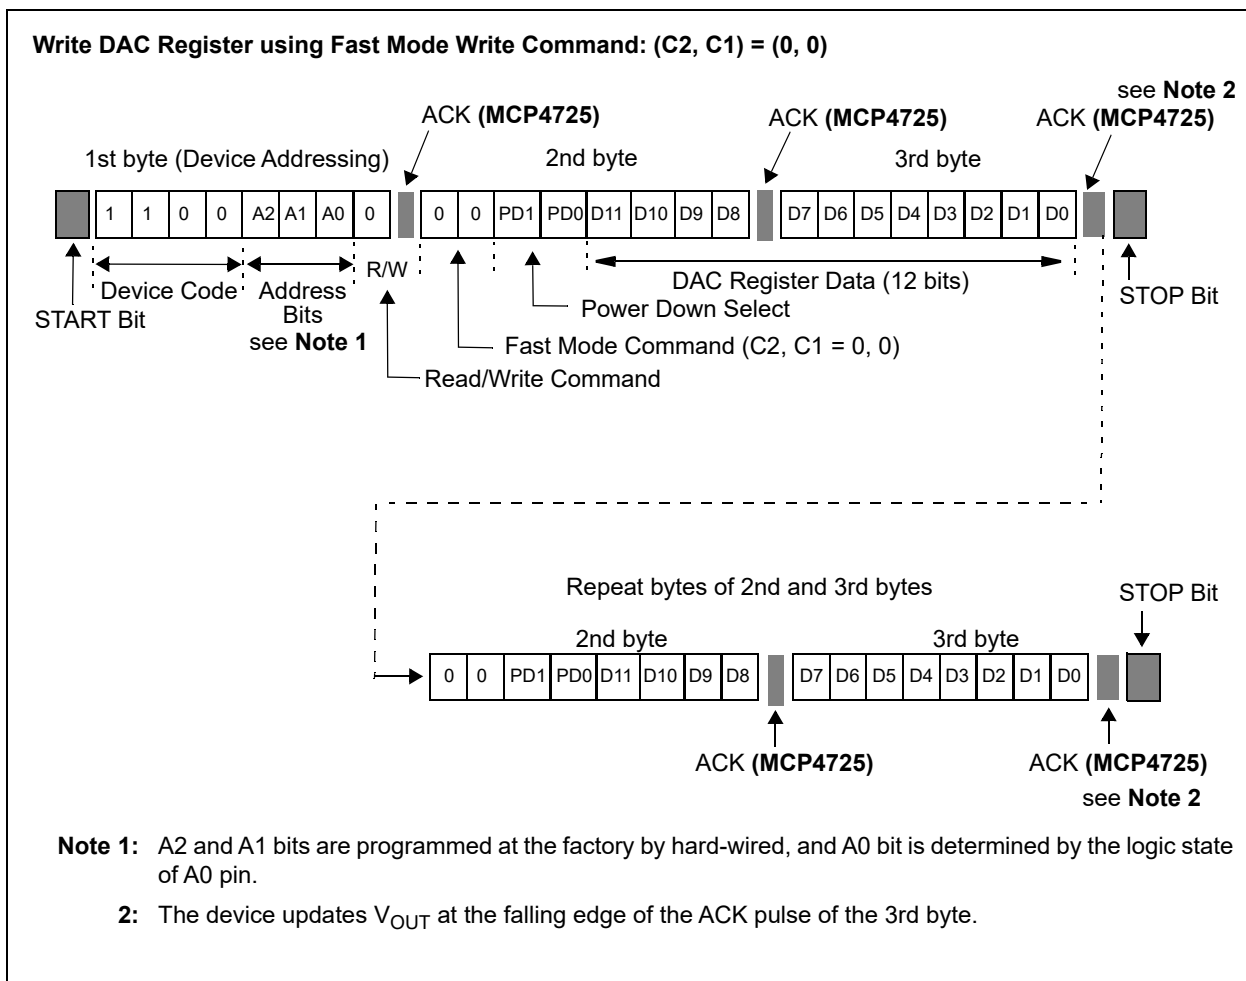 Write DAC Register using Fast Mode Write Command: (C2, C1) = (0, 0)
see Note 2
ACK (MCP4725)
ACK (MCP4725)
ACK (MCP4725)
1st byte (Device Addressing)
2nd byte
3rd byte
1 1 0 0 A2 A1 A0 0
0 0 PD1 PD0 D11 D10 D9 D8
D7 D6 D5 D4 D3 D2 D1 D0
R/W
DAC Register Data (12 bits)
Device Code
Address
Bits
see Note 1
START Bit
Power Down Select
STOP Bit
Fast Mode Command (C2, C1 = 0, 0)
Read/Write Command
Repeat bytes of 2nd and 3rd bytes
STOP Bit
2nd byte
3rd byte
0 0 PD1 PD0 D11 D10 D9 D8
D7 D6 D5 D4 D3 D2 D1 D0
ACK (MCP4725)
ACK (MCP4725)
see Note 2
Note 1: A2 and A1 bits are programmed at the factory by hard-wired, and A0 bit is determined by the logic state
of A0 pin.
2: The device updates VOUT at the falling edge of the ACK pulse of the 3rd byte.